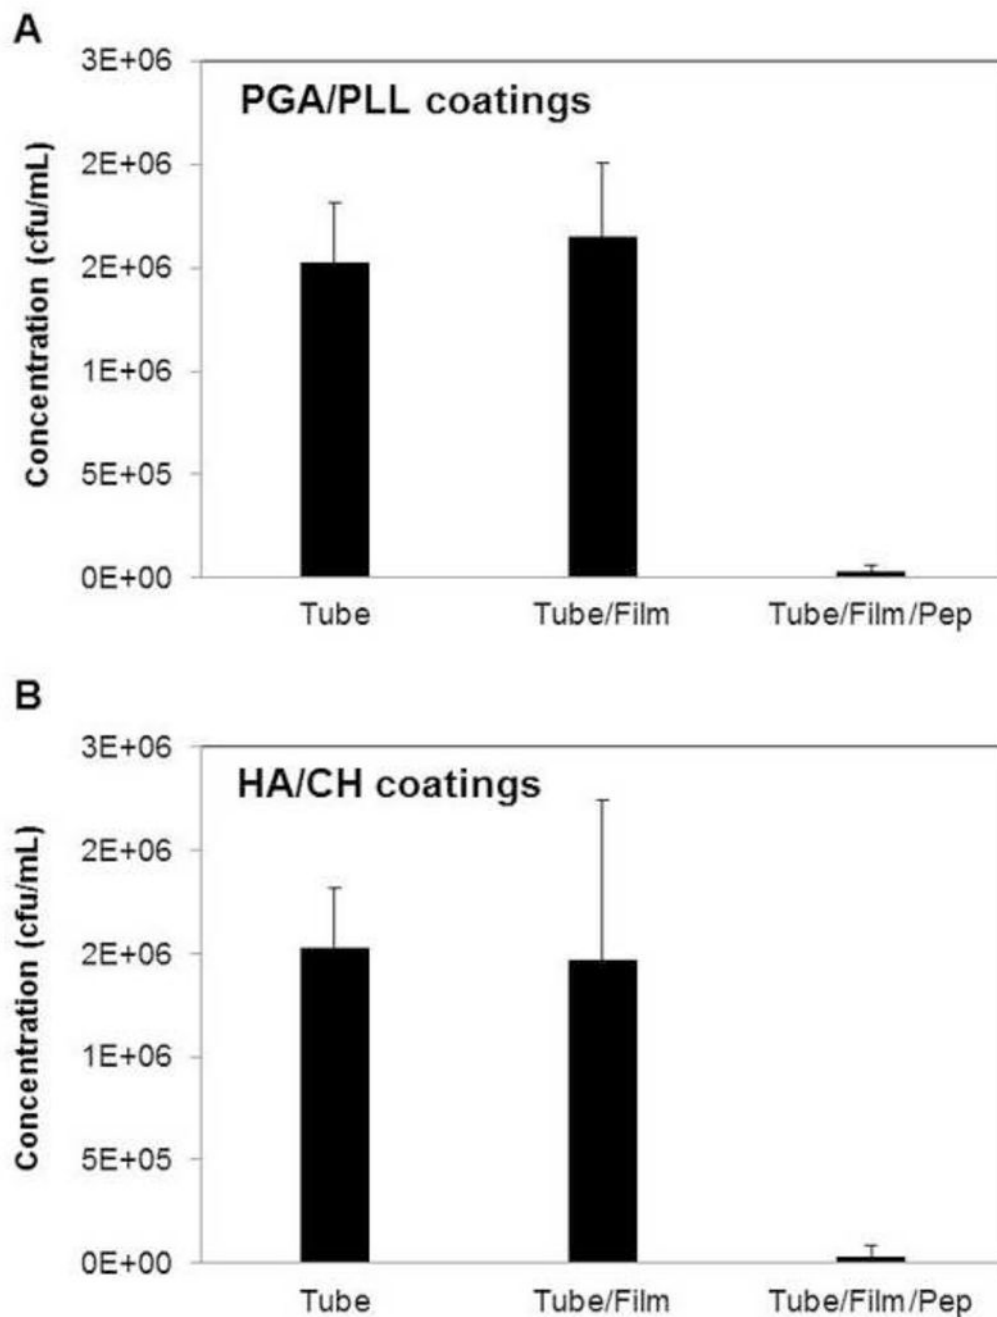 A
PGA/PLL coatings
Concentration (cfu/mL)
3E+06
2E+06
2E+06
1E+06
5E+05
0E+00
Tube Tube/Film Tube/Film/Pep
B
HA/CH coatings
Concentration (cfu/mL)
3E+06
2E+06
2E+06
1E+06
5E+05
0E+00
Tube Tube/Film Tube/Film/Pep